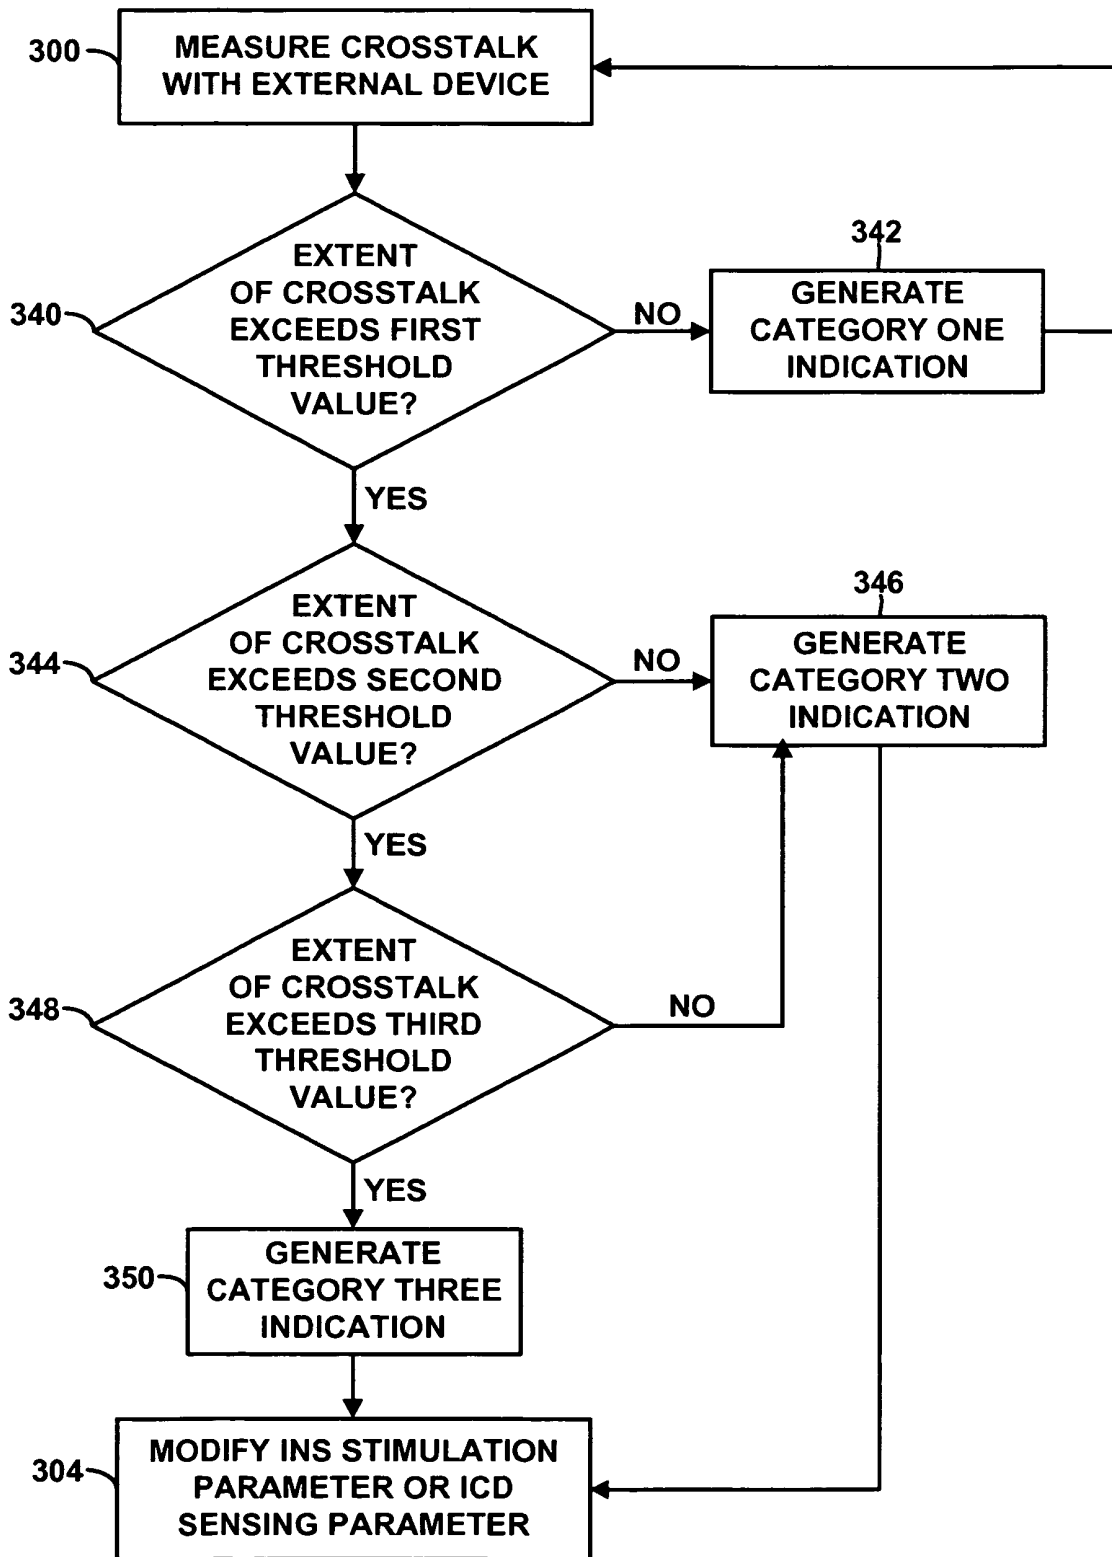 300
MEASURE CROSSTALK
WITH EXTERNAL DEVICE
340
EXTENT
OF CROSSTALK
EXCEEDS FIRST
THRESHOLD
VALUE?
NO
342
GENERATE
CATEGORY ONE
INDICATION
YES
344
EXTENT
OF CROSSTALK
EXCEEDS SECOND
THRESHOLD
VALUE?
NO
346
GENERATE
CATEGORY TWO
INDICATION
YES
348
EXTENT
OF CROSSTALK
EXCEEDS THIRD
THRESHOLD
VALUE?
NO
YES
350
GENERATE
CATEGORY THREE
INDICATION
304
MODIFY INS STIMULATION
PARAMETER OR ICD
SENSING PARAMETER